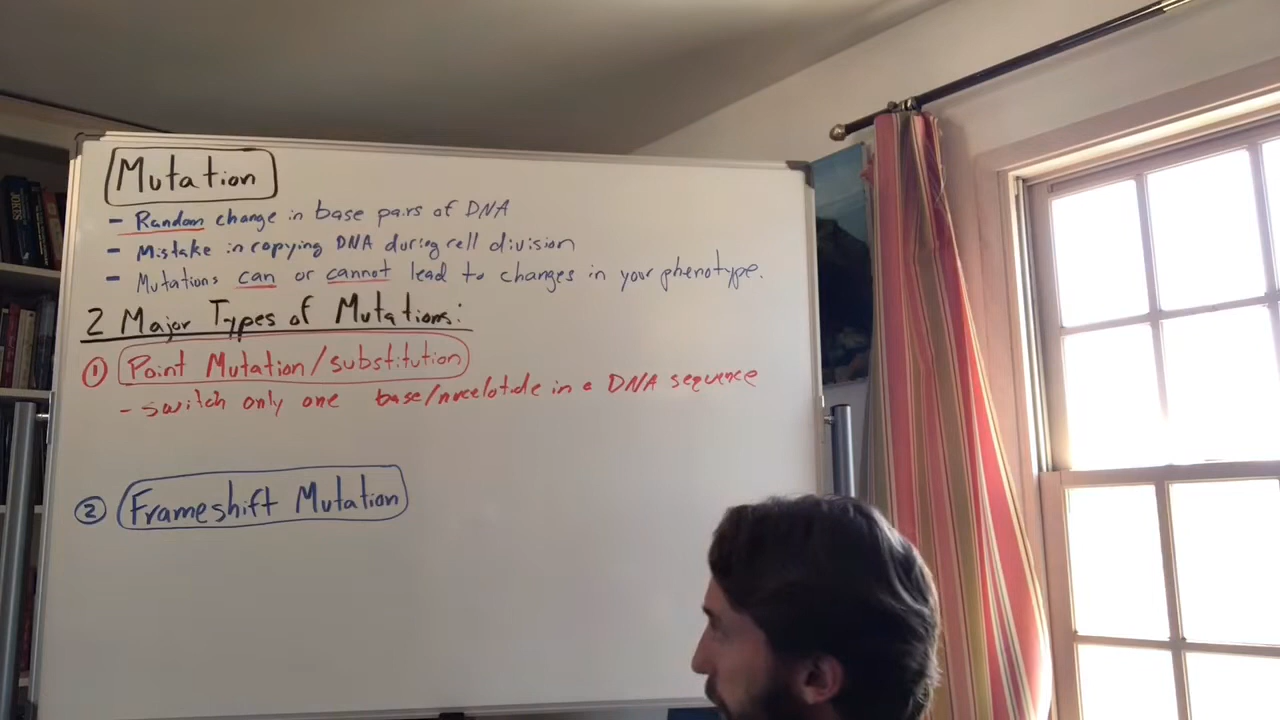 Mutation
- Random change in base pairs of DNA
- Mistake in copying DNA during cell division
- Mutations can or cannot lead to changes in your phenotype.
2 Major Types of Mutations:
① Point Mutation/substitution
- switch only one base/nucelotide in a DNA sequence
② Frameshift Mutation
JOKES